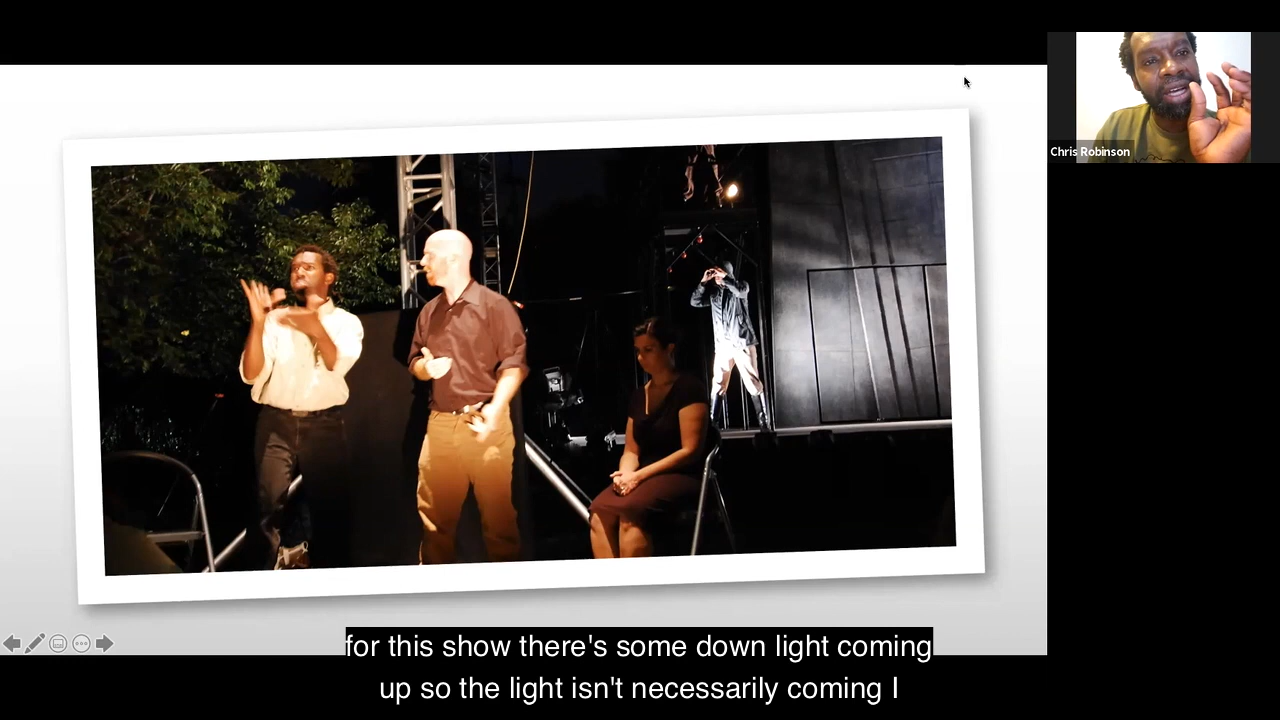 Chris Robinson
for this show there's some down light coming
up so the light isn't necessarily coming I